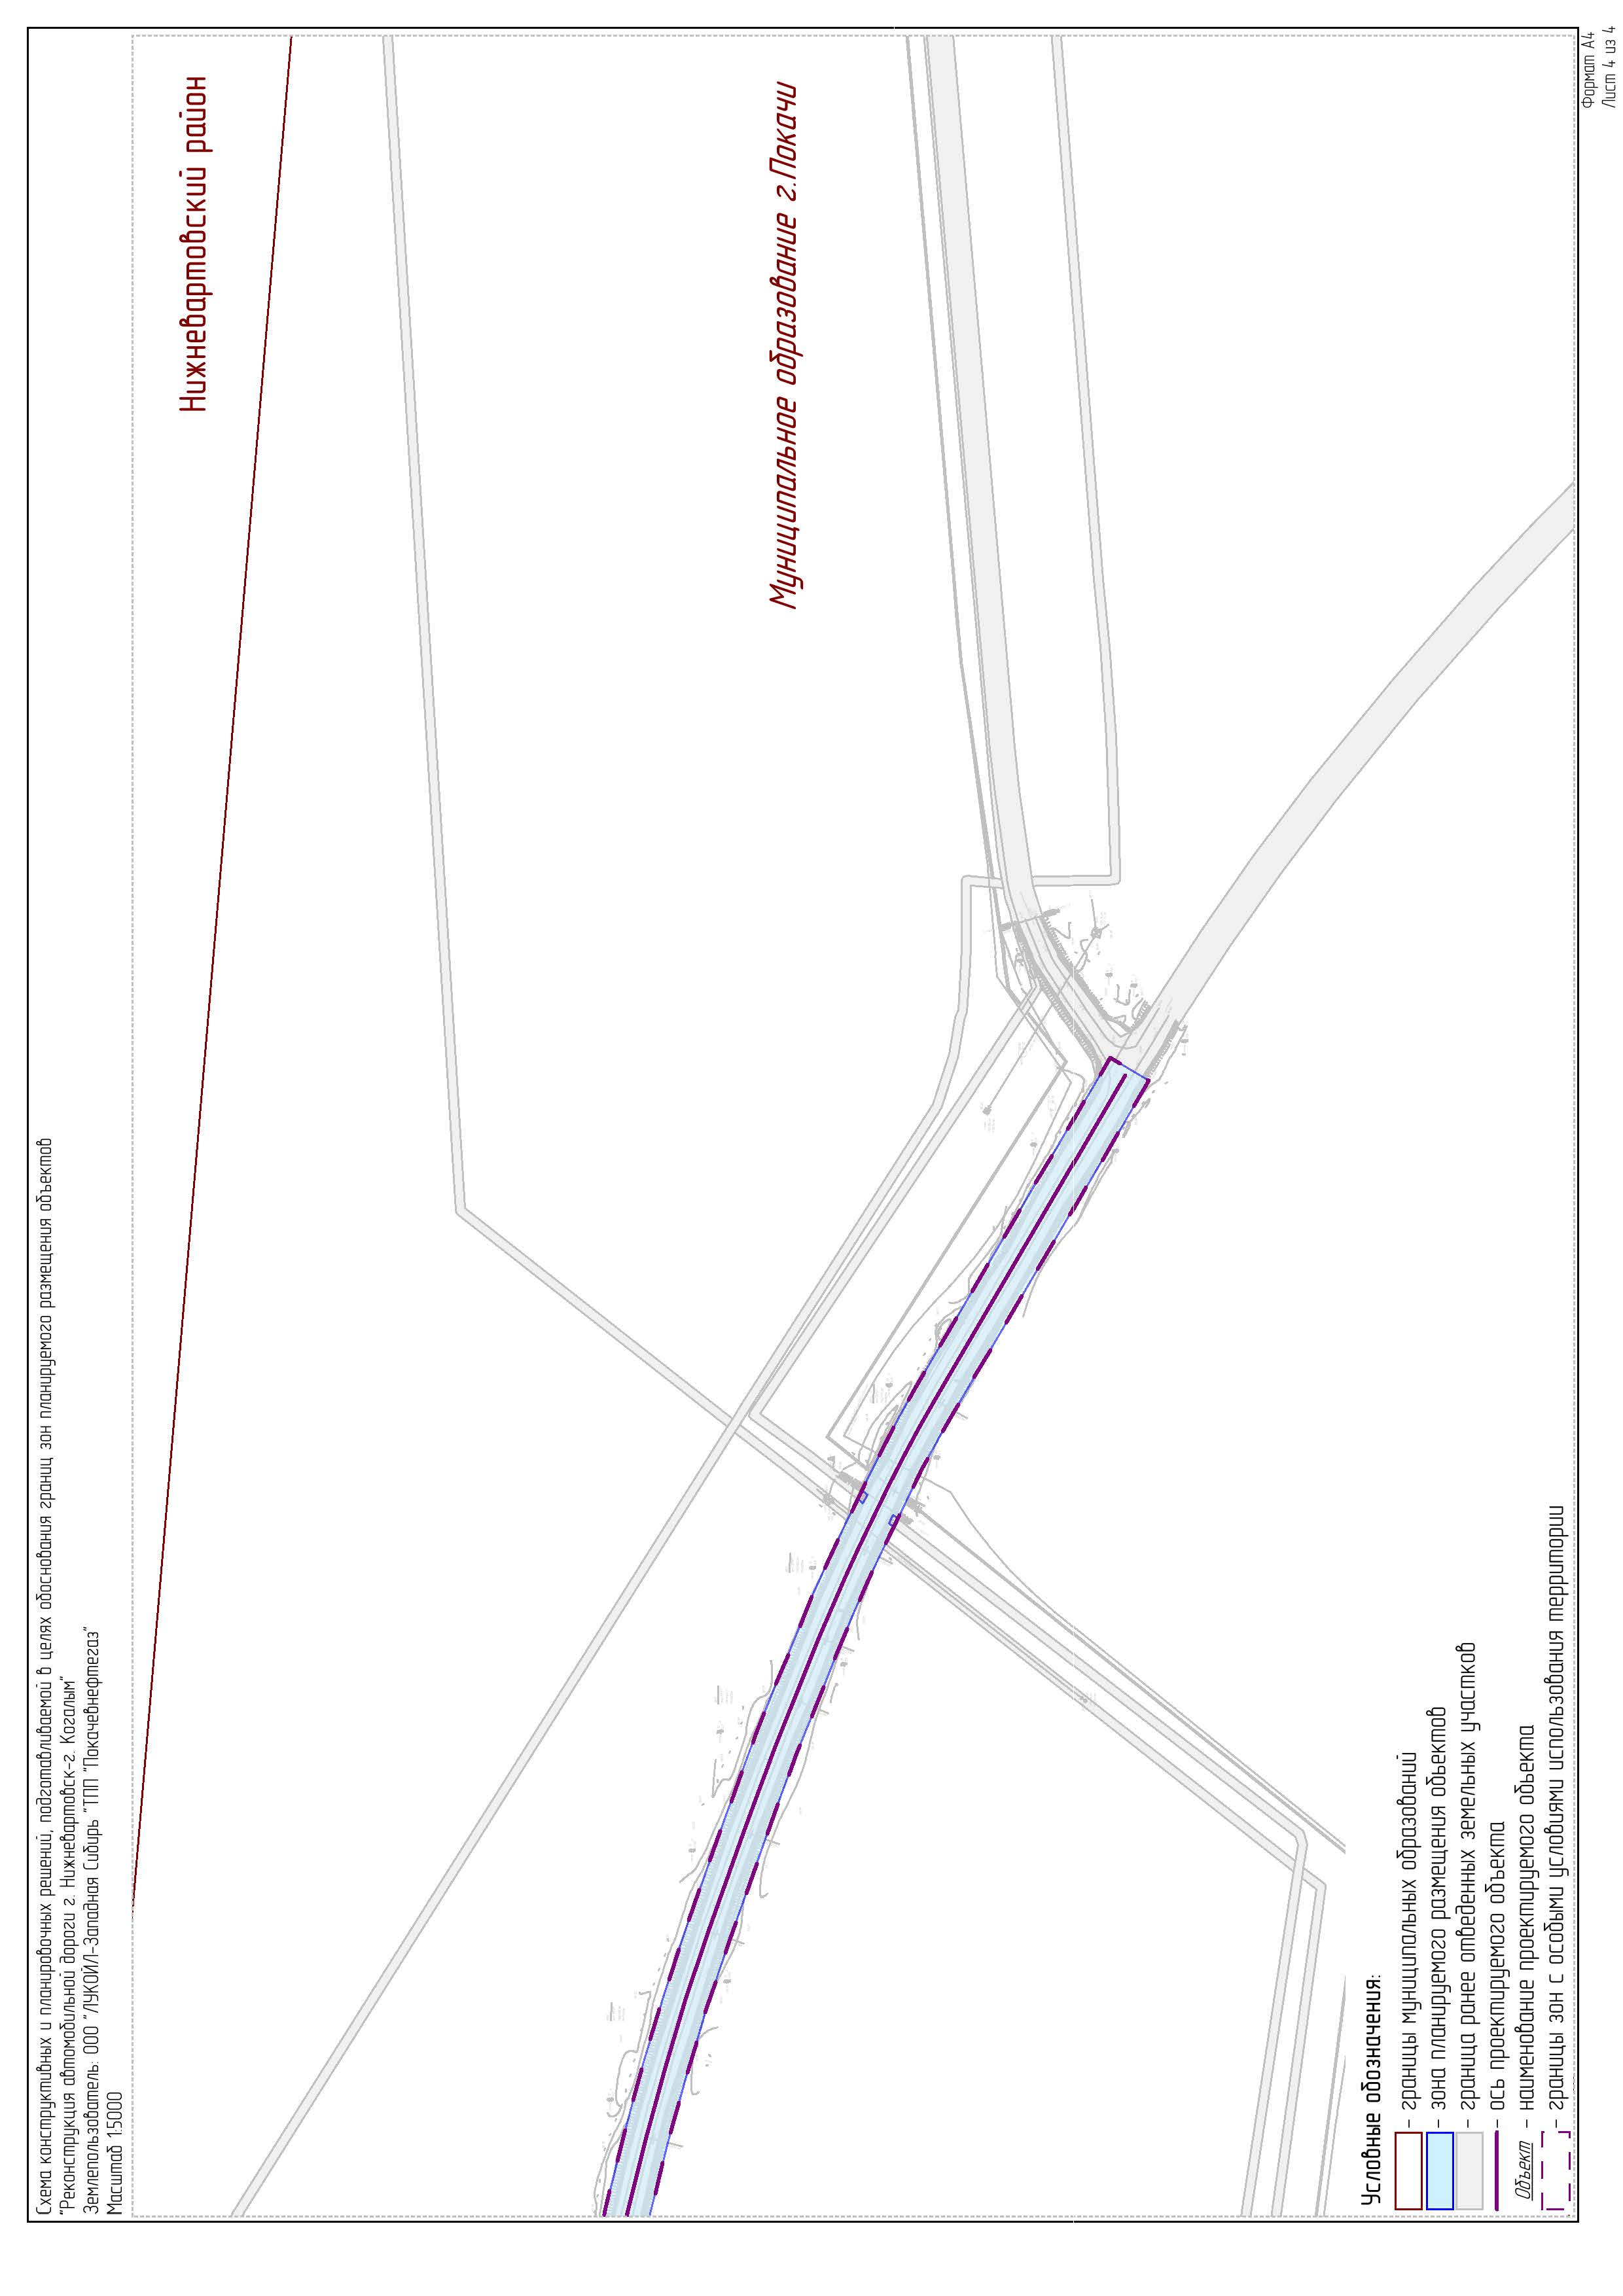 Схема конструктивных и планировочных решений, подготавливаемой в целях обоснования границ зон планируемого размещения объектов
"Реконструкция автомобильной дороги г. Нижневартовск-г. Когалым"
Землепользователь: ООО "ЛУКОЙЛ-Западная Сибирь "ТПП "Покачевнефтегаз"
Масштаб 1:5000
Нижневартовский район
Муниципальное образование г.Покачи
Условные обозначения:
- границы муниципальных образований
- зона планируемого размещения объектов
- граница ранее отведенных земельных участков
- ось проектируемого объекта
Объект - наименование проектируемого объекта
- границы зон с особыми условиями использования территории
Формат А4
Лист 4 из 4